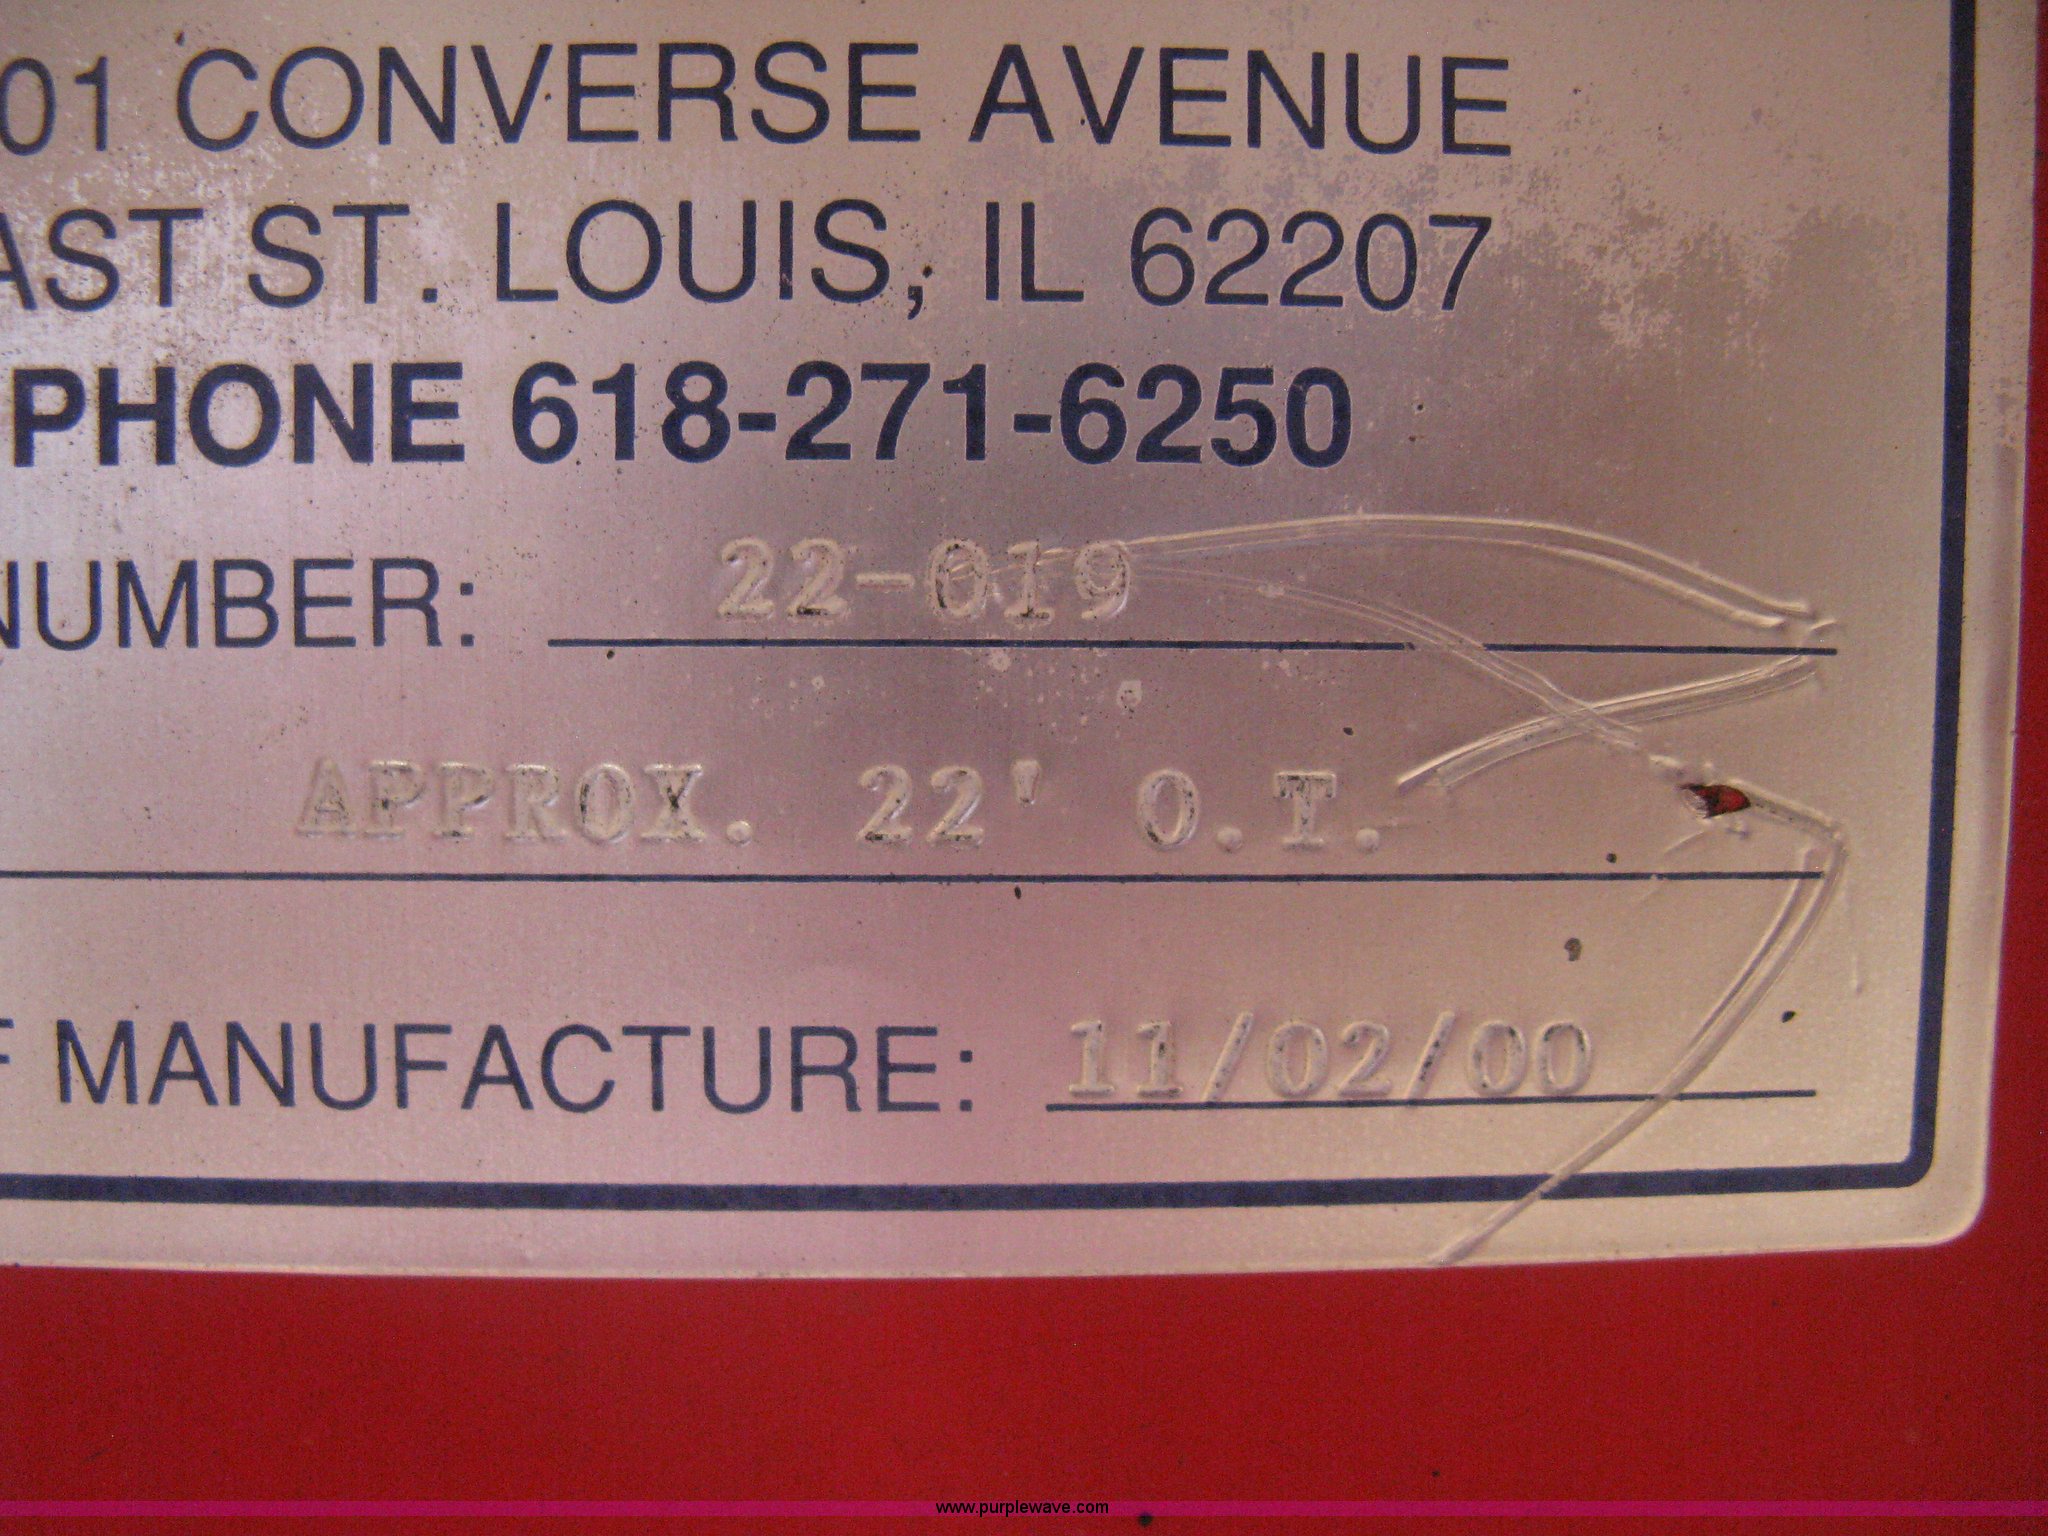 01 CONVERSE AVENUE
AST ST. LOUIS, IL 62207
PHONE 618-271-6250
NUMBER: 22-019
APPROX. 22' O.T.
F MANUFACTURE: 11/02/00
www.purplewave.com